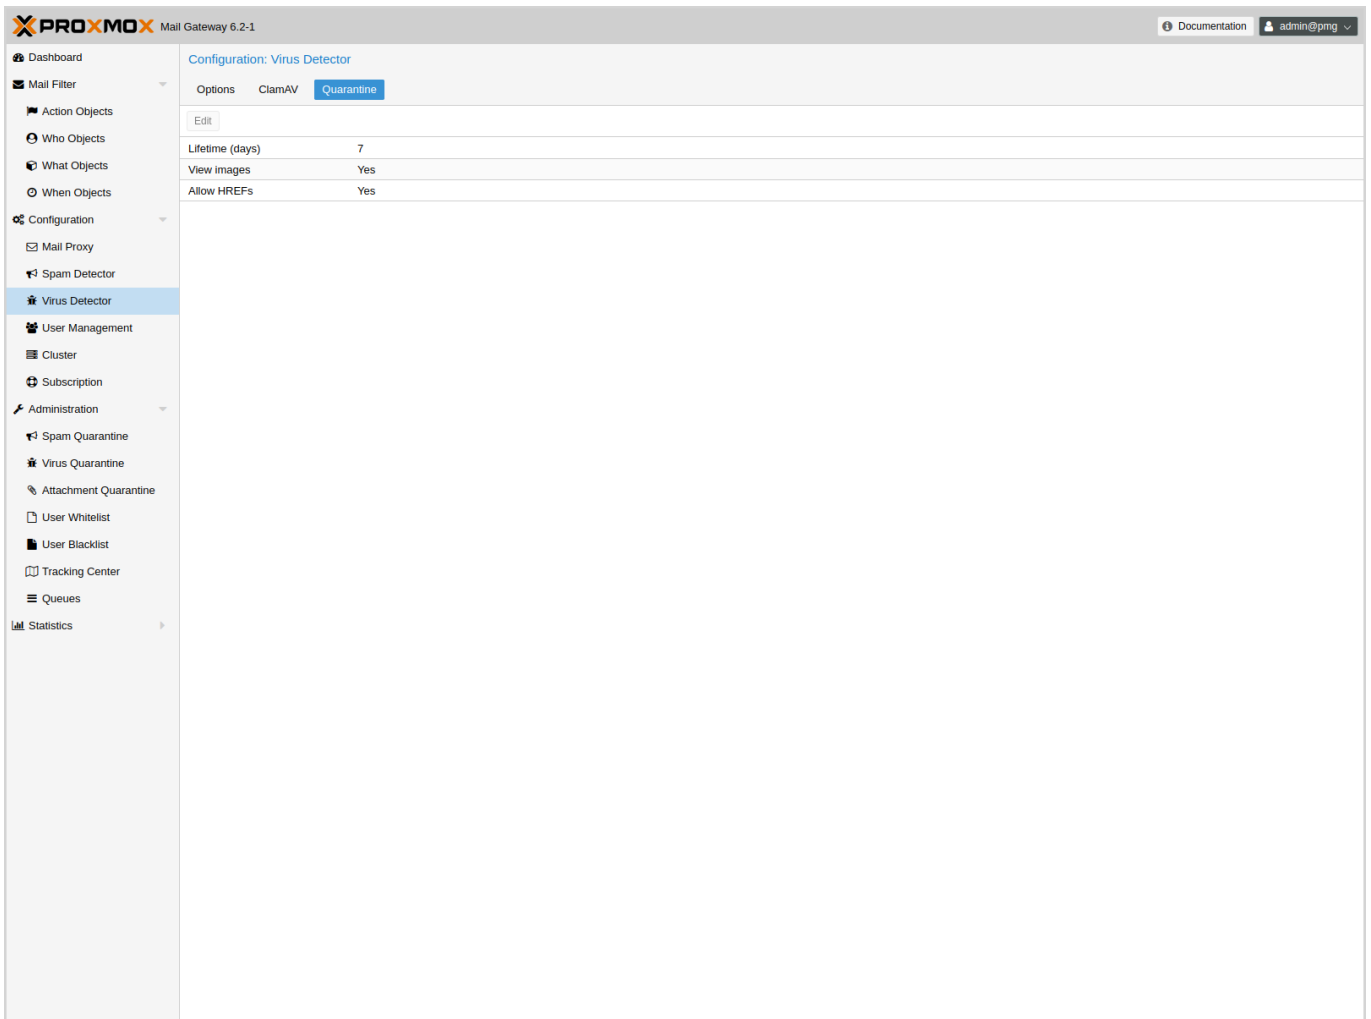 PROXMOX Mail Gateway 6.2-1
Documentation
admin@pmg
Dashboard
Mail Filter
Action Objects
Who Objects
What Objects
When Objects
Configuration
Mail Proxy
Spam Detector
Virus Detector
User Management
Cluster
Subscription
Administration
Spam Quarantine
Virus Quarantine
Attachment Quarantine
User Whitelist
User Blacklist
Tracking Center
Queues
Statistics
Configuration: Virus Detector
Options ClamAV Quarantine
Edit
Lifetime (days) 7
View images Yes
Allow HREFs Yes